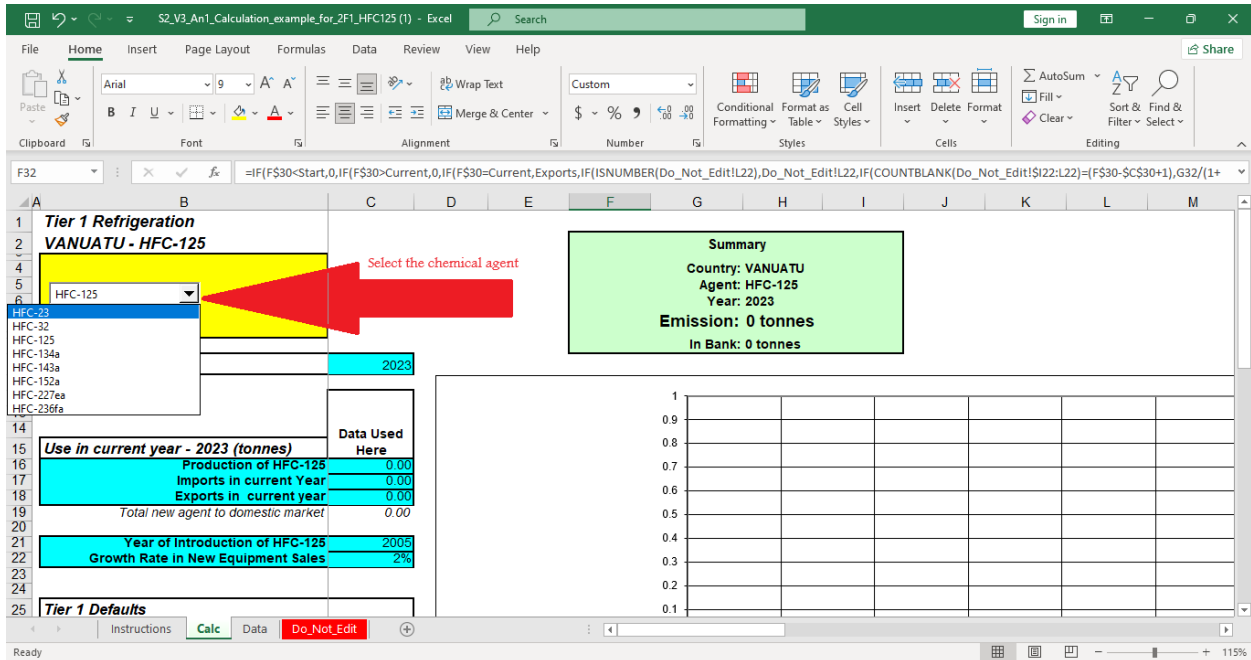 S2_V3_An1_Calculation_example_for_2F1_HFC125 (1) - Excel
Search
Sign in
File Home Insert Page Layout Formulas Data Review View Help
Share
Paste
Arial 9 A^ Aˇ
B I U A
Wrap Text
Merge & Center
Custom
$ % 9
Conditional Formatting
Format as Table
Cell Styles
Insert Delete Format
AutoSum
Fill
Clear
Sort & Filter
Find & Select
Clipboard Font Alignment Number Styles Cells Editing
F32 fx =IF(F$30<Start,0,IF(F$30>Current,0,IF(F$30=Current,Exports,IF(ISNUMBER(Do_Not_Edit!L22),Do_Not_Edit!L22,IF(COUNTBLANK(Do_Not_Edit!$I22:L22)=(F$30-$C$30+1),G32/(1+
A B C D E F G H I J K L M
1 Tier 1 Refrigeration
2 VANUATU - HFC-125
4
5
6
HFC-125
HFC-23
HFC-32
HFC-125
HFC-134a
HFC-143a
HFC-152a
HFC-227ea
HFC-236fa
Select the chemical agent
Summary
Country: VANUATU
Agent: HFC-125
Year: 2023
Emission: 0 tonnes
In Bank: 0 tonnes
2023
14
Data Used Here
15 Use in current year - 2023 (tonnes)
16 Production of HFC-125 0.00
17 Imports in current Year 0.00
18 Exports in current year 0.00
19 Total new agent to domestic market 0.00
20
21 Year of Introduction of HFC-125 2005
22 Growth Rate in New Equipment Sales 2%
23
24
25 Tier 1 Defaults
1
0.9
0.8
0.7
0.6
0.5
0.4
0.3
0.2
0.1
Instructions Calc Data Do_Not_Edit
Ready
115%